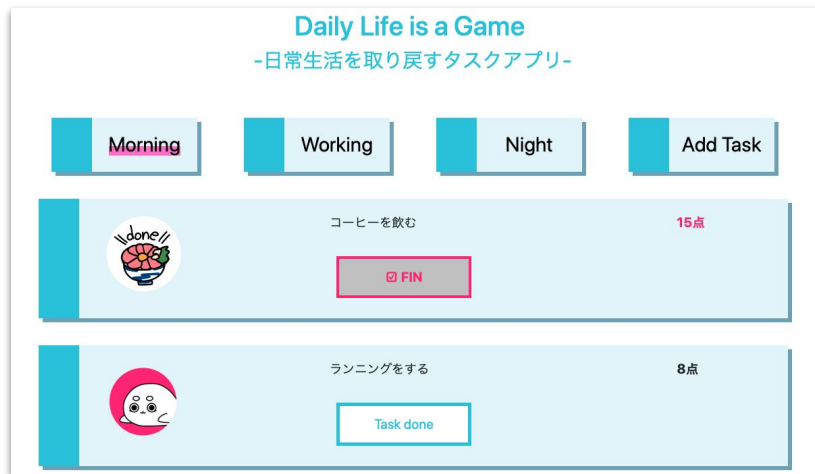 Daily Life is a Game
-日常生活を取り戻すタスクアプリ-
Morning
Working
Night
Add Task
\\done//
コーヒーを飲む
15点
☑ FIN
ランニングをする
8点
Task done